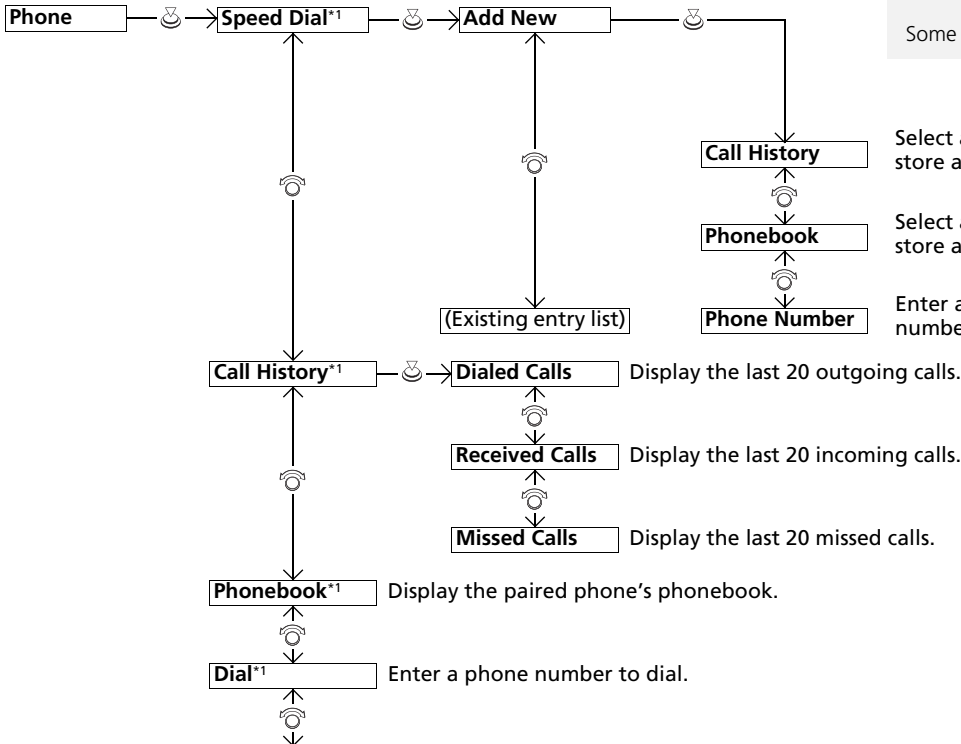 Phone
Speed Dial*1
Add New
Some
Call History
Select a
store a
Phonebook
Select a
store a
(Existing entry list)
Phone Number
Enter a
numbe
Call History*1
Dialed Calls
Display the last 20 outgoing calls.
Received Calls
Display the last 20 incoming calls.
Missed Calls
Display the last 20 missed calls.
Phonebook*1
Display the paired phone’s phonebook.
Dial*1
Enter a phone number to dial.